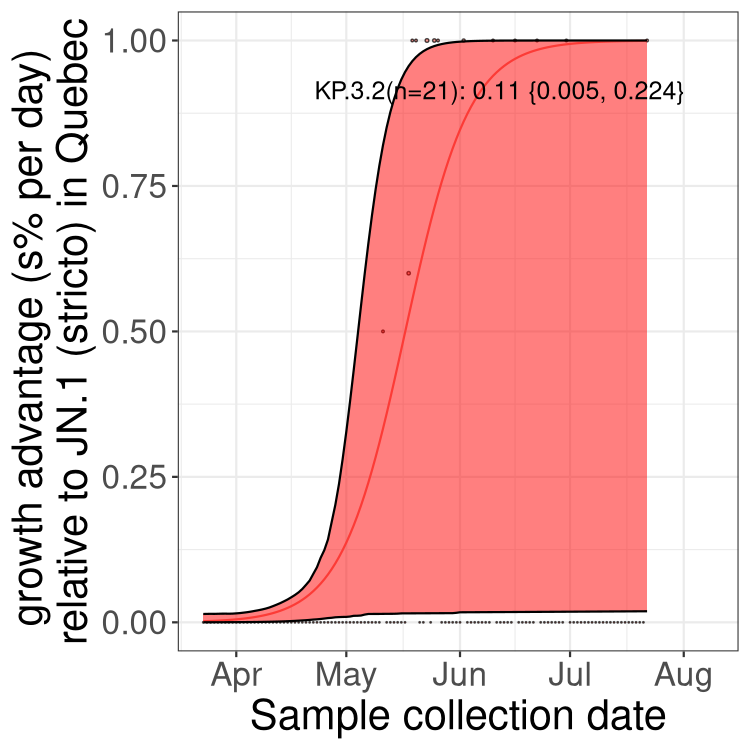 growth advantage (s% per day)
relative to JN.1 (stricto) in Quebec
1.00
0.75
0.50
0.25
0.00
KP.3.2(n=21): 0.11 {0.005, 0.224}
Apr May Jun Jul Aug
Sample collection date